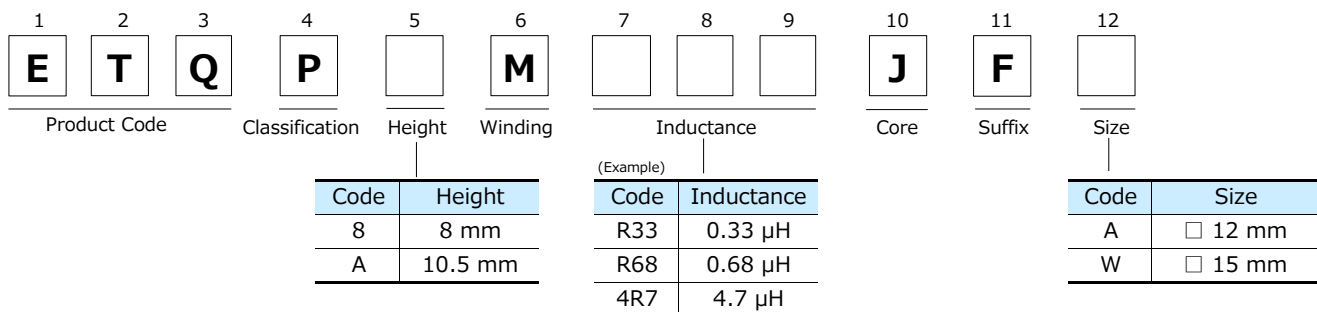 1 2 3 4 5 6 7 8 9 10 11 12
E T Q P M J F
Product Code Classification Height Winding Inductance Core Suffix Size
(Example)
Code Height
8 8 mm
A 10.5 mm
Code Inductance
R33 0.33 µH
R68 0.68 µH
4R7 4.7 µH
Code Size
A □ 12 mm
W □ 15 mm